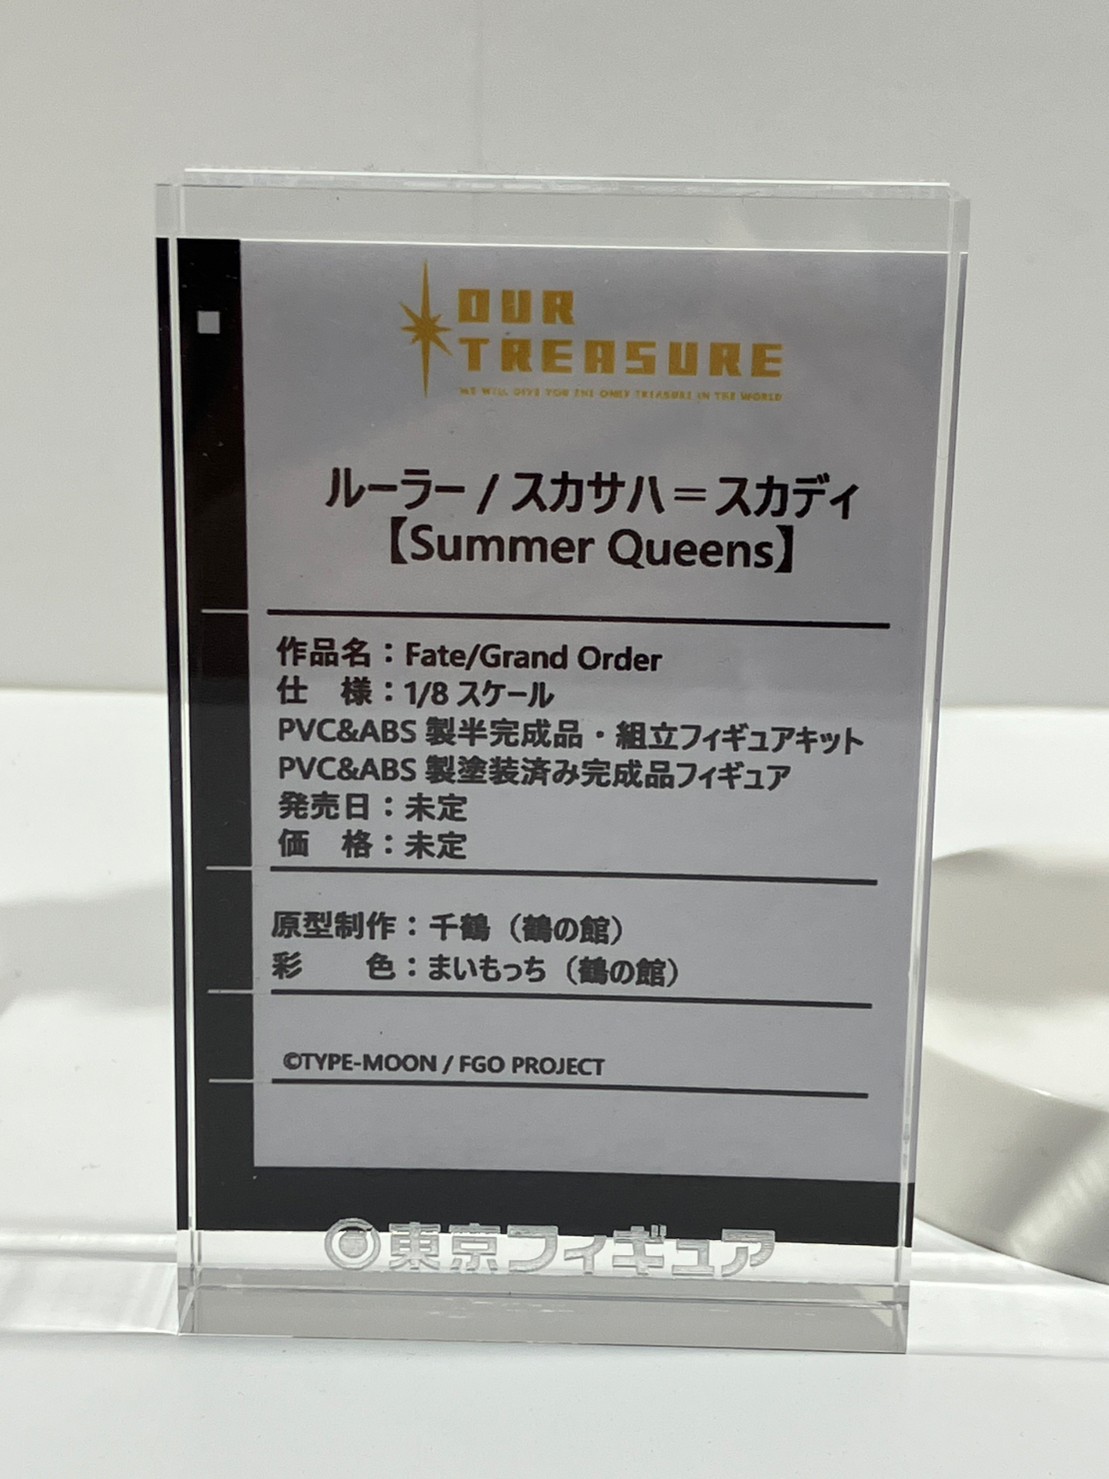 OUR
TREASURE
WE WILL GIVE YOU THE ONLY TREASURE IN THE WORLD
ルーラー / スカサハ＝スカディ
【Summer Queens】
作品名：Fate/Grand Order
仕　様：1/8 スケール
PVC&ABS 製半完成品・組立フィギュアキット
PVC&ABS 製塗装済み完成品フィギュア
発売日：未定
価　格：未定
原型制作：千鶴（鶴の館）
彩　　色：まいもっち（鶴の館）
©TYPE-MOON / FGO PROJECT
東京フィギュア